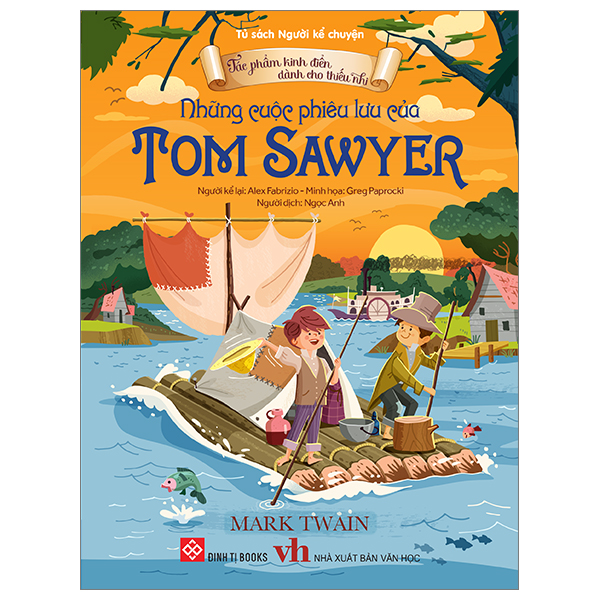 Tủ sách Người kể chuyện
Tác phẩm kinh điển
dành cho thiếu nhi
Những cuộc phiêu lưu của
TOM SAWYER
Người kể lại: Alex Fabrizio - Minh họa: Greg Paprocki
Người dịch: Ngọc Anh
MARK TWAIN
ĐINH TỊ BOOKS
vh NHÀ XUẤT BẢN VĂN HỌC